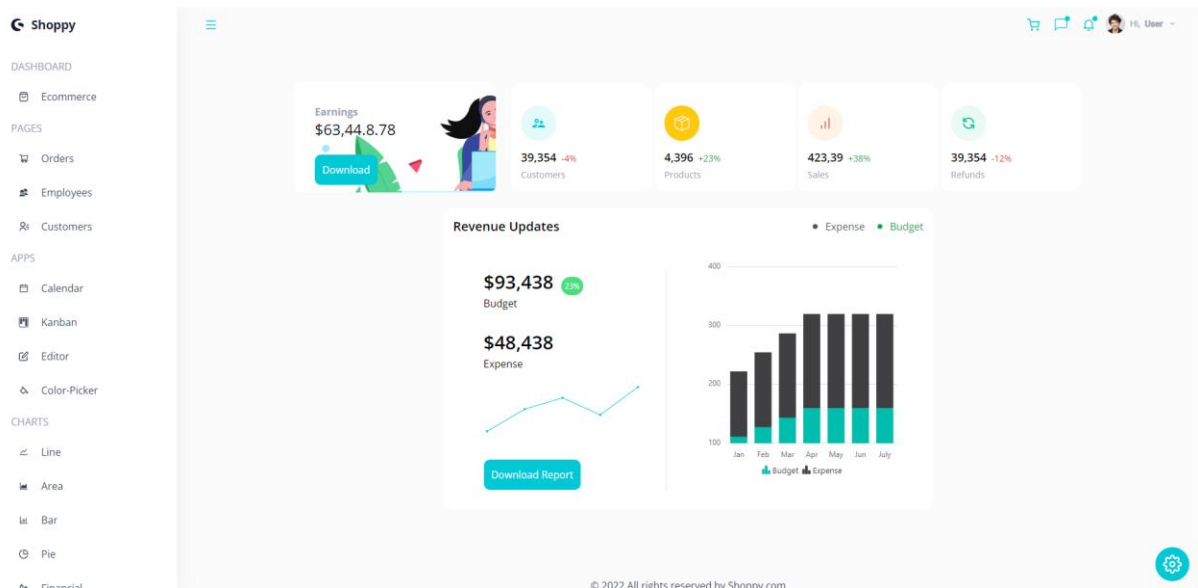 Shoppy
Hi, User
DASHBOARD
Ecommerce
PAGES
Orders
Employees
Customers
APPS
Calendar
Kanban
Editor
Color-Picker
CHARTS
Line
Area
Bar
Pie
Financial
Earnings
$63,44.8.78
Download
39,354 -4%
Customers
4,396 +23%
Products
423,39 +38%
Sales
39,354 -12%
Refunds
Revenue Updates
Expense Budget
$93,438 23%
Budget
$48,438
Expense
Download Report
400
300
200
100
Jan Feb Mar Apr May Jun July
Budget Expense
© 2022 All rights reserved by Shoppy.com